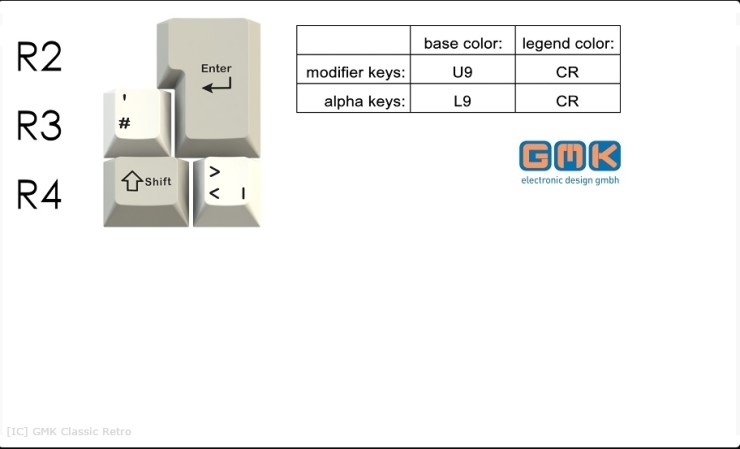 R2
Enter
R3
'
#
R4
Shift
>
< |
base color: legend color:
modifier keys: U9 CR
alpha keys: L9 CR
GMK
electronic design gmbh
[IC] GMK Classic Retro